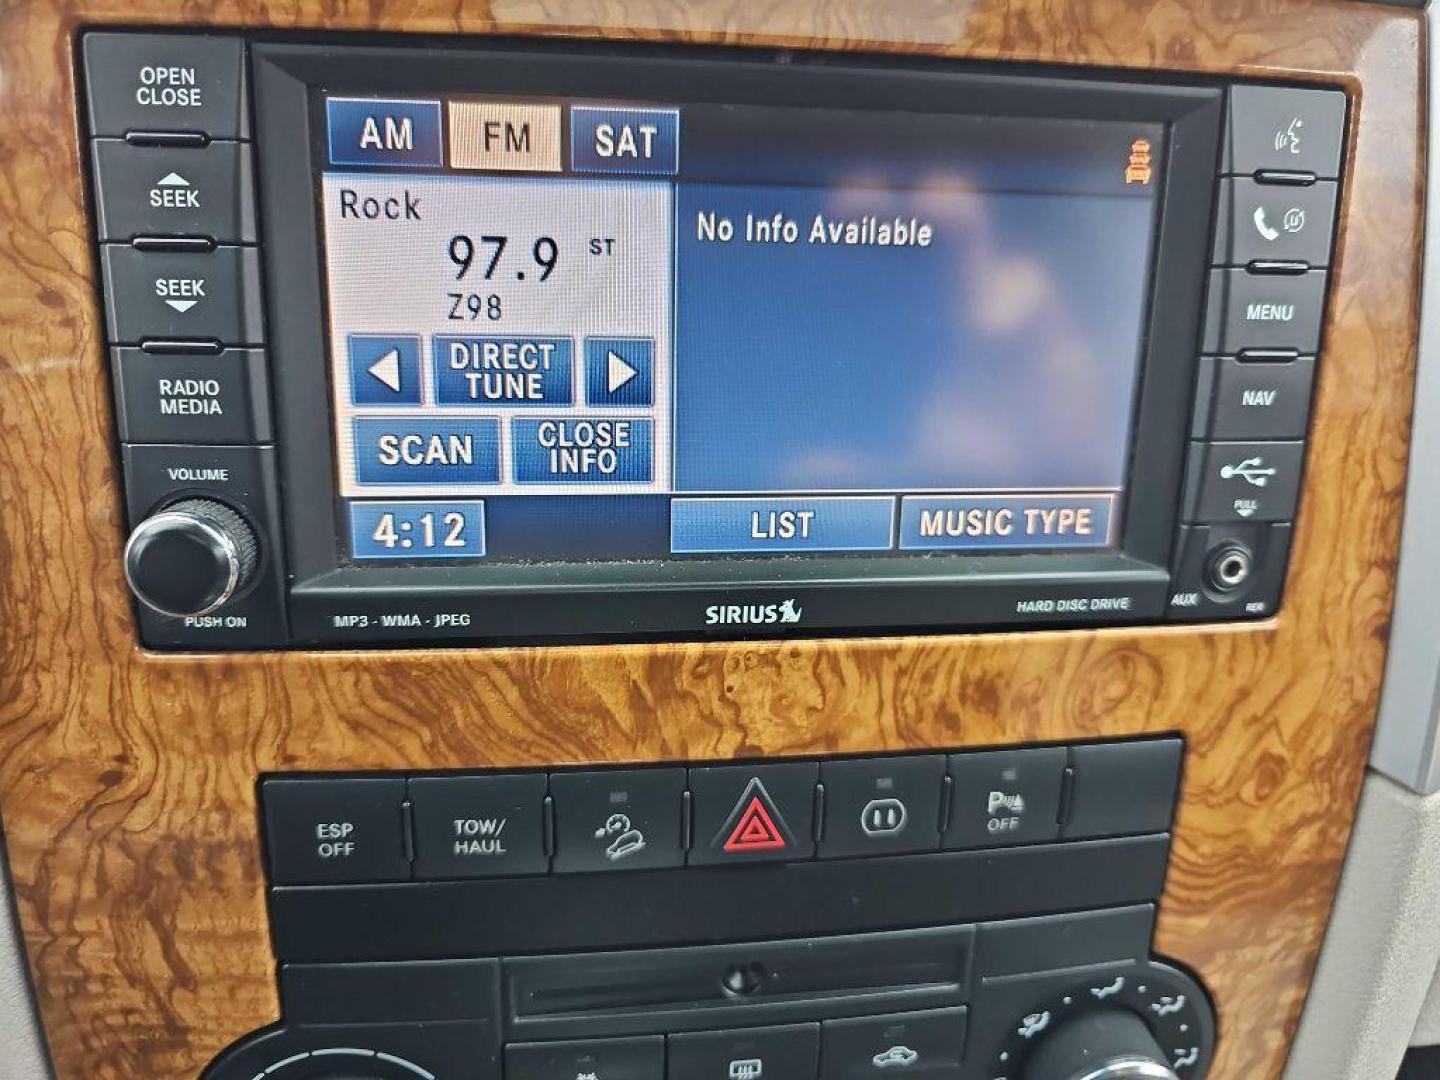 OPEN
CLOSE
SEEK
SEEK
RADIO
MEDIA
VOLUME
PUSH ON
AM
FM
SAT
Rock
97.9 ST
Z98
DIRECT
TUNE
SCAN
CLOSE
INFO
No Info Available
4:12
LIST
MUSIC TYPE
MP3 - WMA - JPEG
SIRIUS
HARD DISC DRIVE
MENU
NAV
PULL
AUX
ESP
OFF
TOW/
HAUL
P
OFF